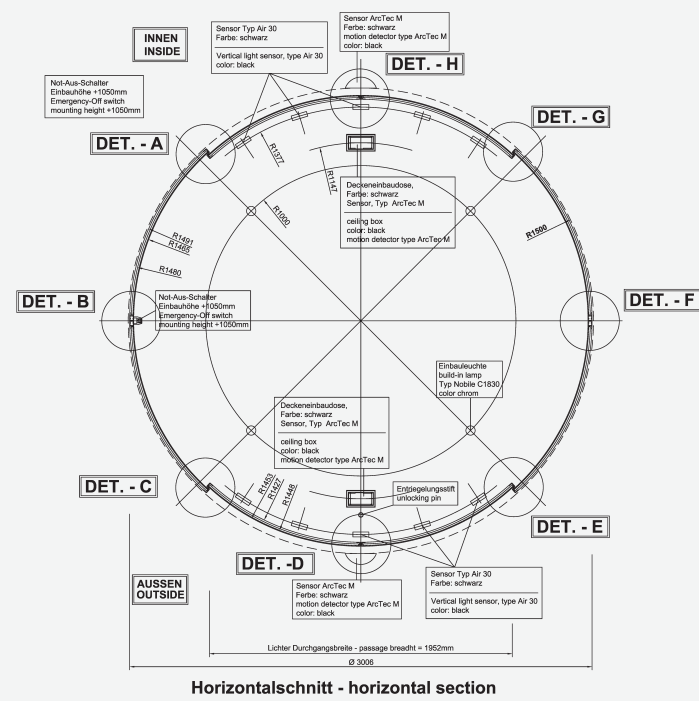 INNEN
INSIDE
Sensor Typ Air 30
Farbe: schwarz
Vertical light sensor, type Air 30
color: black
Sensor ArcTec M
Ferbe: schwarz
motion detector type ArcTec M
color: black
DET. - H
Not-Aus-Schalter
Einbauhöhe +1050mm
Emergency-Off switch
mounting height +1050mm
DET. - A
DET. - G
R1377
R1147
R1000
Deckeneinbaudose,
Farbe: schwarz
Sensor, Typ ArcTec M
ceiling box
color: black
motion detector type ArcTec M
R1491
R1465
R1480
R1500
DET. - B
Not-Aus-Schalter
Einbauhöhe +1050mm
Emergency-Off switch
mounting height +1050mm
DET. - F
Einbauleuchte
build-in lamp
Typ Nobile C1830
color chrom
Deckeneinbaudose,
Farbe: schwarz
Sensor, Typ ArcTec M
ceiling box
color: black
motion detector type ArcTec M
DET. - C
R1453
R1427
R1448
Entriegelungsstift
unlocking pin
DET. - E
DET. -D
AUSSEN
OUTSIDE
Sensor ArcTec M
Farbe: schwarz
motion detector type ArcTec M
color: black
Sensor Typ Air 30
Farbe: schwarz
Vertical light sensor, type Air 30
color: black
Lichter Durchgangsbreite - passage breadht = 1952mm
Ø 3006
Horizontalschnitt - horizontal section